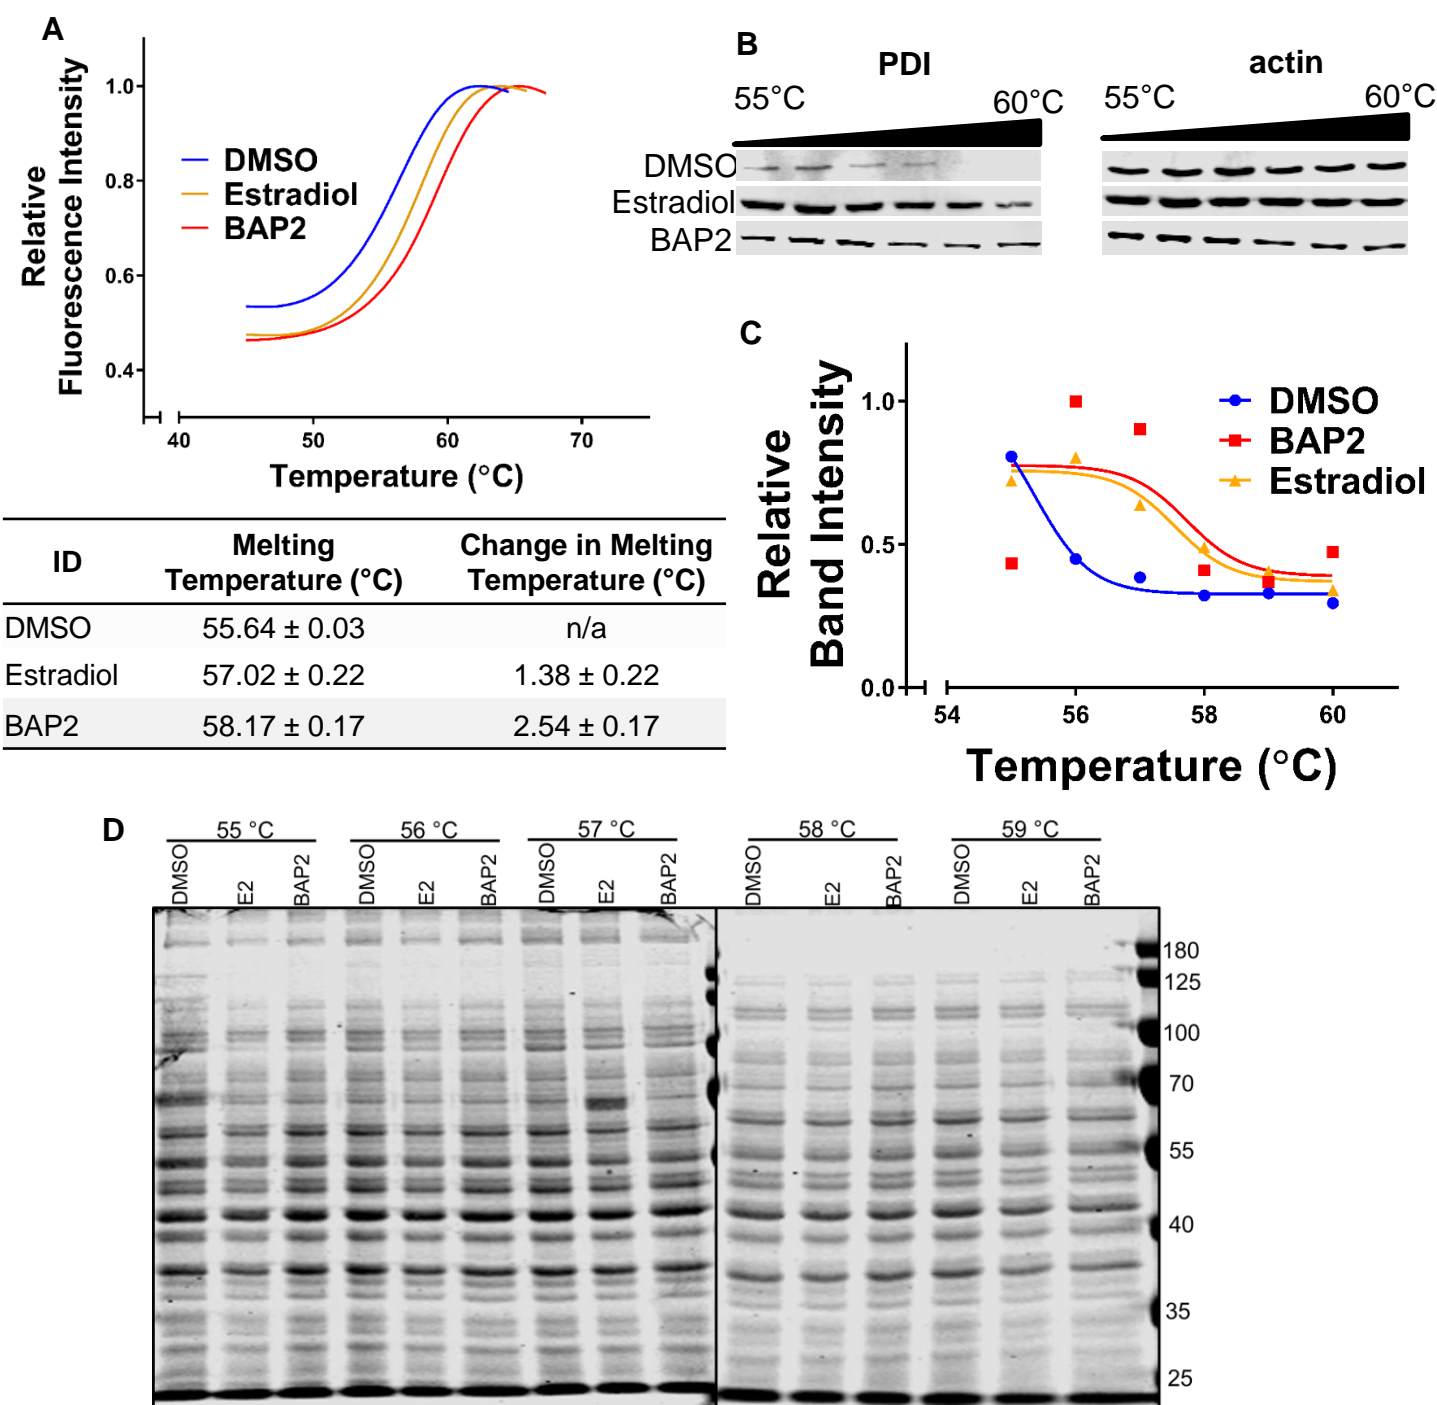 A
Relative
Fluorescence Intensity
1.0
0.8
0.6
0.4
DMSO
Estradiol
BAP2
40 50 60 70
Temperature (°C)
ID Melting Temperature (°C) Change in Melting Temperature (°C)
DMSO 55.64 ± 0.03 n/a
Estradiol 57.02 ± 0.22 1.38 ± 0.22
BAP2 58.17 ± 0.17 2.54 ± 0.17
B
PDI actin
55°C 60°C 55°C 60°C
DMSO
Estradiol
BAP2
C
Relative
Band Intensity
1.0
0.5
0.0
DMSO
BAP2
Estradiol
54 56 58 60
Temperature (°C)
D
55 °C 56 °C 57 °C 58 °C 59 °C
DMSO E2 BAP2 DMSO E2 BAP2 DMSO E2 BAP2 DMSO E2 BAP2 DMSO E2 BAP2
180
125
100
70
55
40
35
25